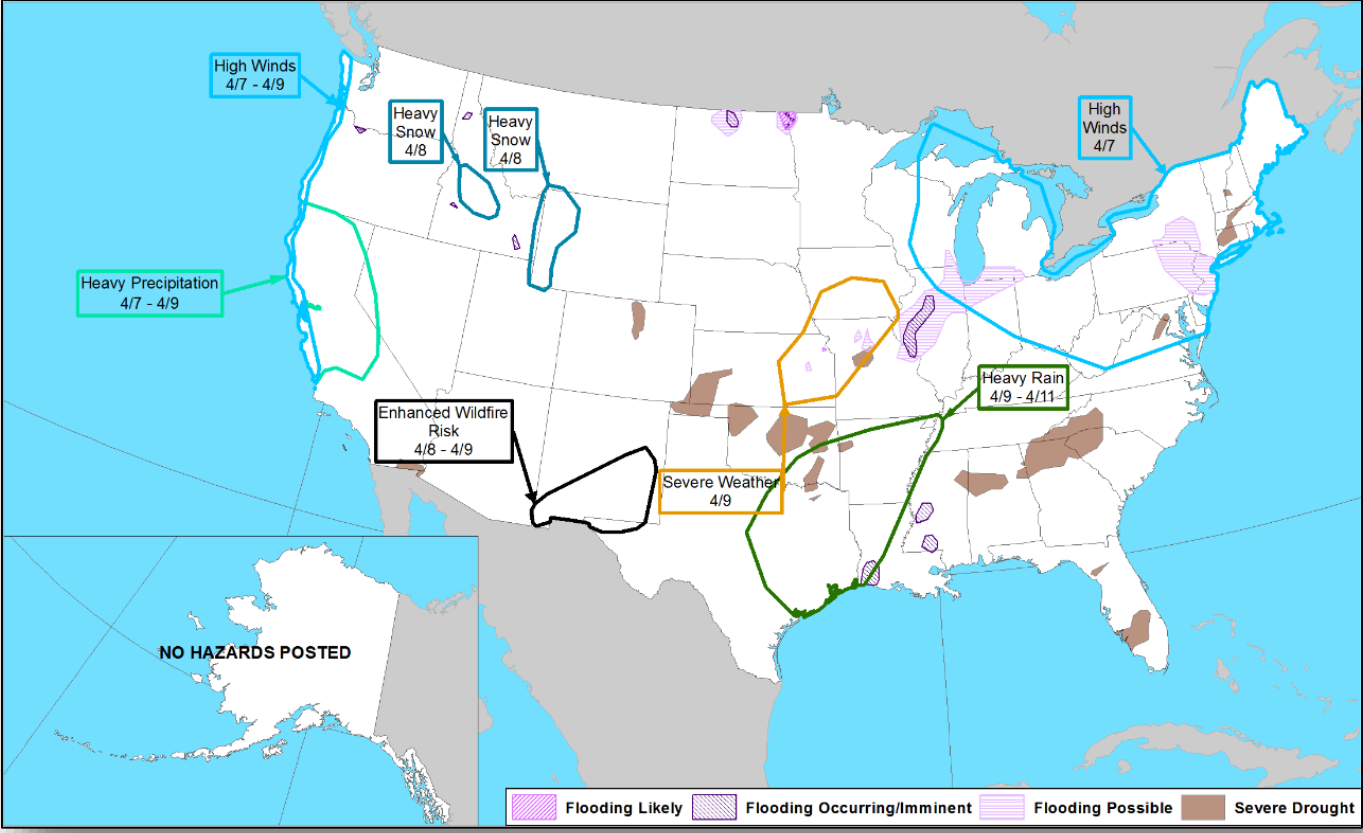 High Winds
4/7 - 4/9
Heavy
Snow
4/8
Heavy
Snow
4/8
High
Winds
4/7
Heavy Precipitation
4/7 - 4/9
Heavy Rain
4/9 - 4/11
Enhanced Wildfire
Risk
4/8 - 4/9
Severe Weather
4/9
NO HAZARDS POSTED
Flooding Likely
Flooding Occurring/Imminent
Flooding Possible
Severe Drought